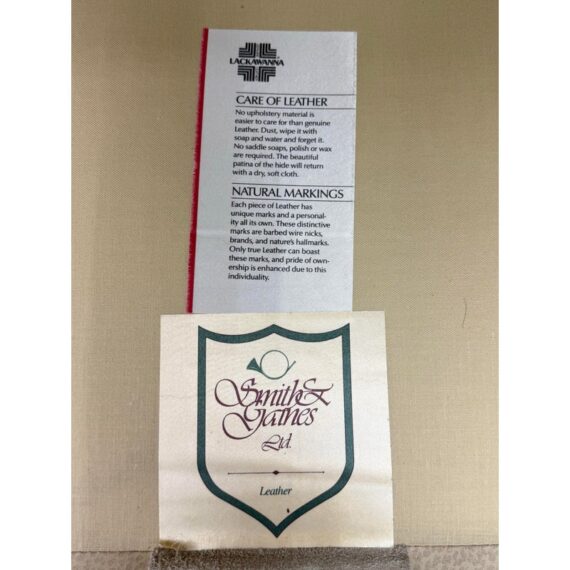 LACKAWANNA
CARE OF LEATHER
No upholstery material is
easier to care for than genuine
Leather. Dust, wipe it with
soap and water and forget it.
No saddle soaps, polish or wax
are required. The beautiful
patina of the hide will return
with a dry, soft cloth.
NATURAL MARKINGS
Each piece of Leather has
unique marks and a personal-
ity all its own. These distinctive
marks are barbed wire nicks,
brands, and nature's hallmarks.
Only true Leather can boast
these marks, and pride of own-
ership is enhanced due to this
individuality.
Smith &
Gaines
Ltd.
Leather